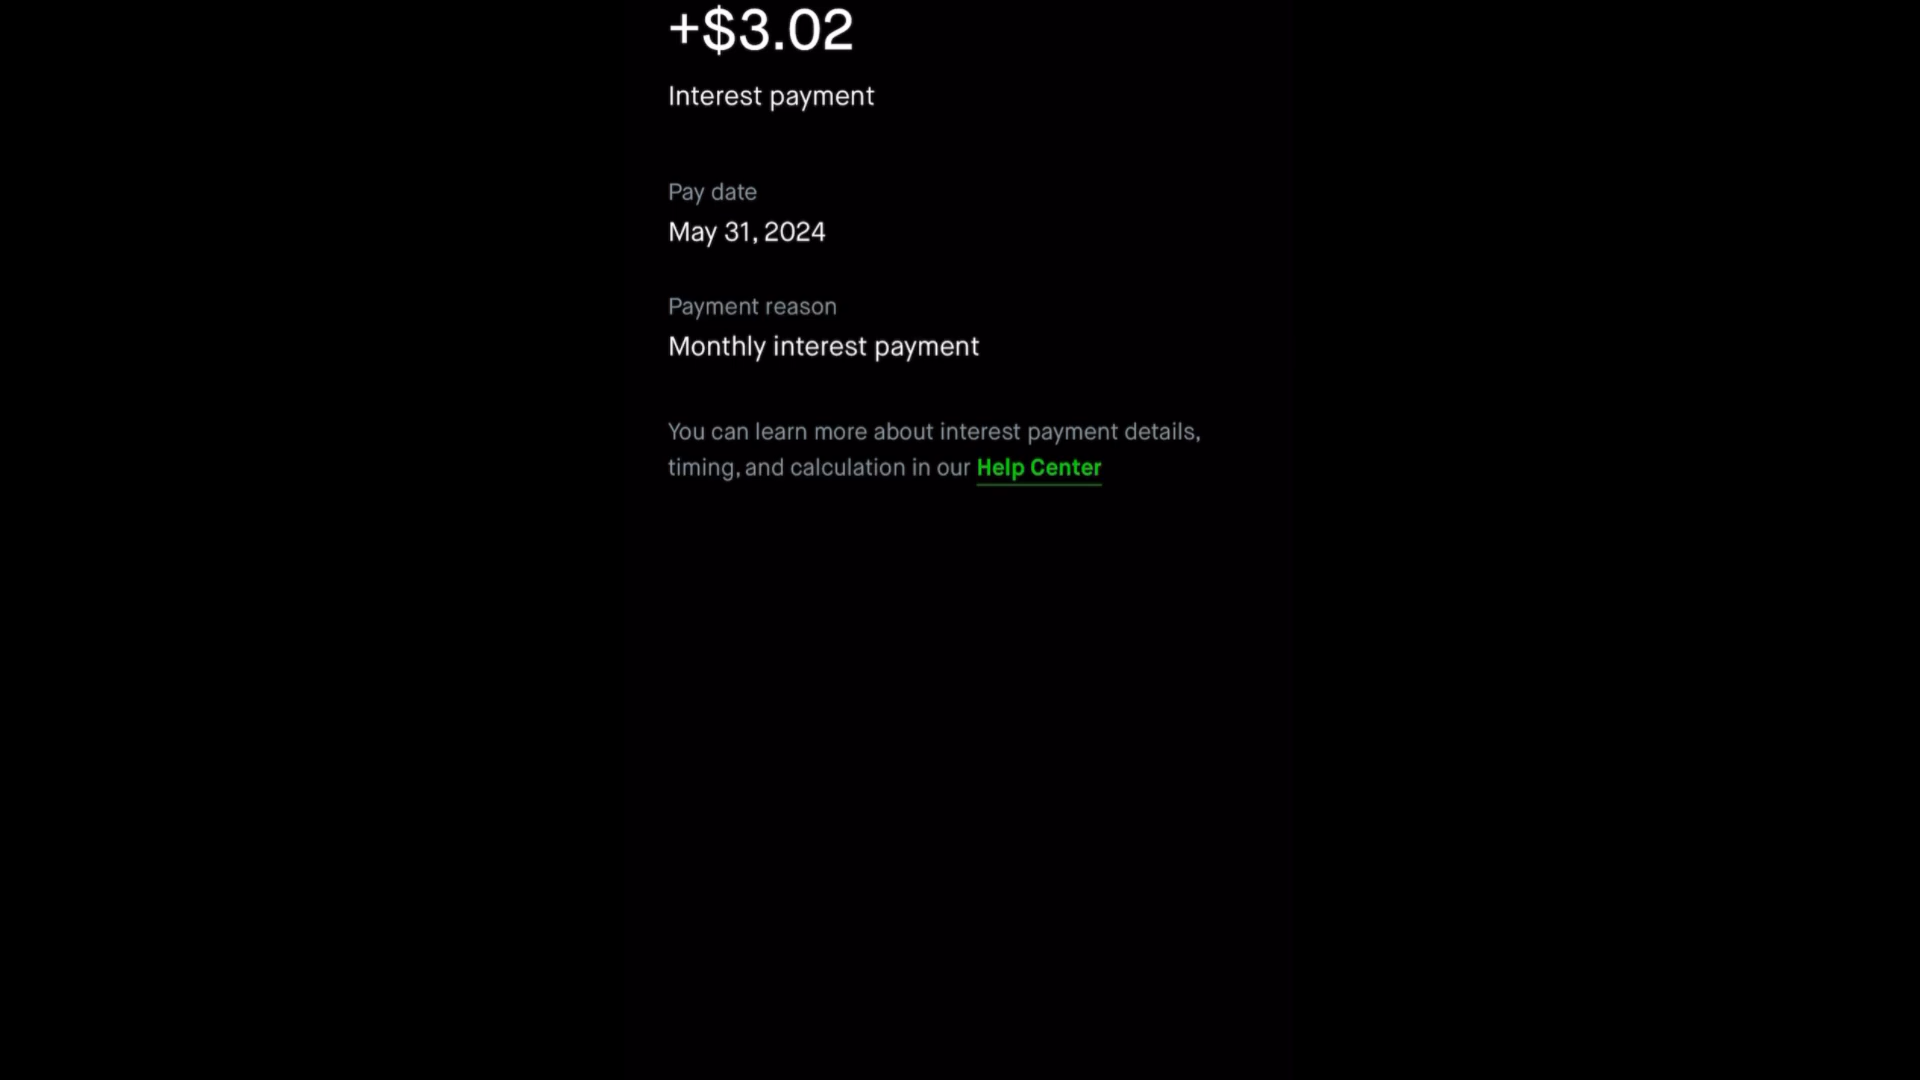 +$3.02
Interest payment
Pay date
May 31, 2024
Payment reason
Monthly interest payment
You can learn more about interest payment details,
timing, and calculation in our Help Center